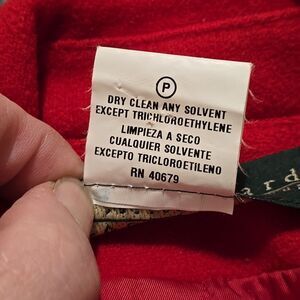 P
DRY CLEAN ANY SOLVENT
EXCEPT TRICHLOROETHYLENE
LIMPIEZA A SECO
CUALQUIER SOLVENTE
EXCEPTO TRICLOROETILENO
RN 40679